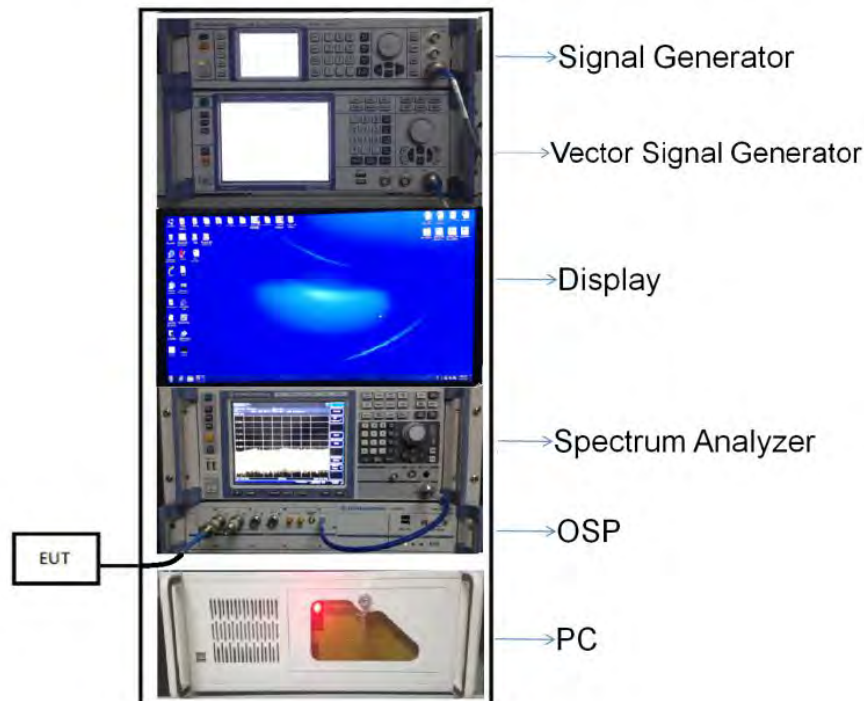 Signal Generator
Vector Signal Generator
Display
Spectrum Analyzer
EUT
OSP
PC